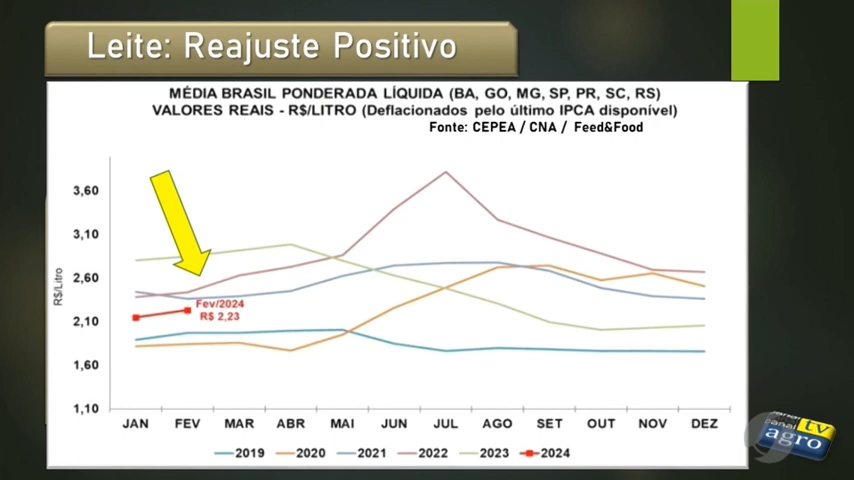 Leite: Reajuste Positivo
MÉDIA BRASIL PONDERADA LÍQUIDA (BA, GO, MG, SP, PR, SC, RS)
VALORES REAIS - R$/LITRO (Deflacionados pelo último IPCA disponível)
Fonte: CEPEA / CNA / Feed&Food
R$/Litro
3,60
3,10
2,60
2,10
1,60
1,10
Fev/2024
R$ 2,23
JAN FEV MAR ABR MAI JUN JUL AGO SET OUT NOV DEZ
2019 2020 2021 2022 2023 2024
canal
canal tv
agro